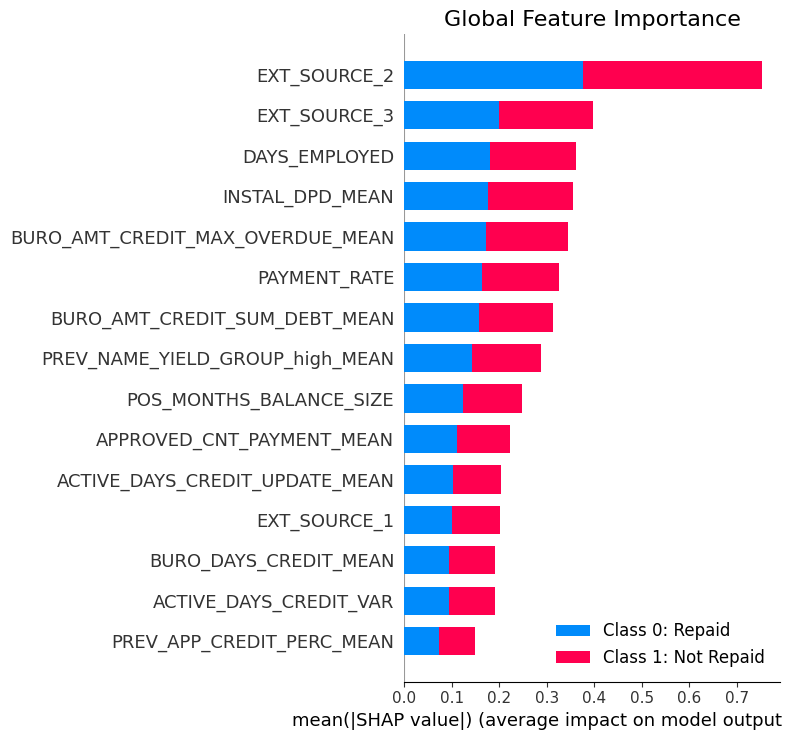 Global Feature Importance
EXT_SOURCE_2
EXT_SOURCE_3
DAYS_EMPLOYED
INSTAL_DPD_MEAN
BURO_AMT_CREDIT_MAX_OVERDUE_MEAN
PAYMENT_RATE
BURO_AMT_CREDIT_SUM_DEBT_MEAN
PREV_NAME_YIELD_GROUP_high_MEAN
POS_MONTHS_BALANCE_SIZE
APPROVED_CNT_PAYMENT_MEAN
ACTIVE_DAYS_CREDIT_UPDATE_MEAN
EXT_SOURCE_1
BURO_DAYS_CREDIT_MEAN
ACTIVE_DAYS_CREDIT_VAR
PREV_APP_CREDIT_PERC_MEAN
Class 0: Repaid
Class 1: Not Repaid
0.0 0.1 0.2 0.3 0.4 0.5 0.6 0.7
mean(|SHAP value|) (average impact on model output